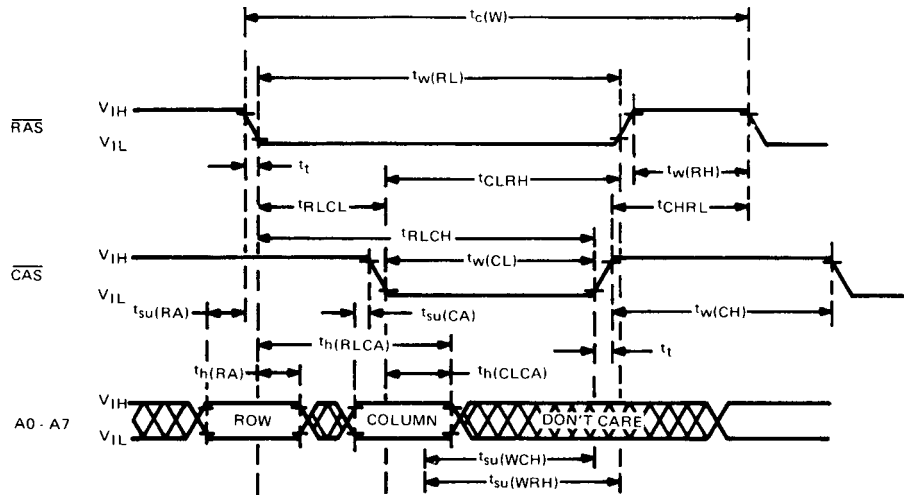 tc(W)
tw(RL)
RAS
VIH
VIL
tt
tCLRH
tw(RH)
tRLCL
tCHRL
tRLCH
CAS
VIH
VIL
tw(CL)
tsu(RA)
tsu(CA)
tw(CH)
th(RLCA)
tt
th(RA)
th(CLCA)
A0 - A7
VIH
VIL
ROW
COLUMN
DON'T CARE
tsu(WCH)
tsu(WRH)